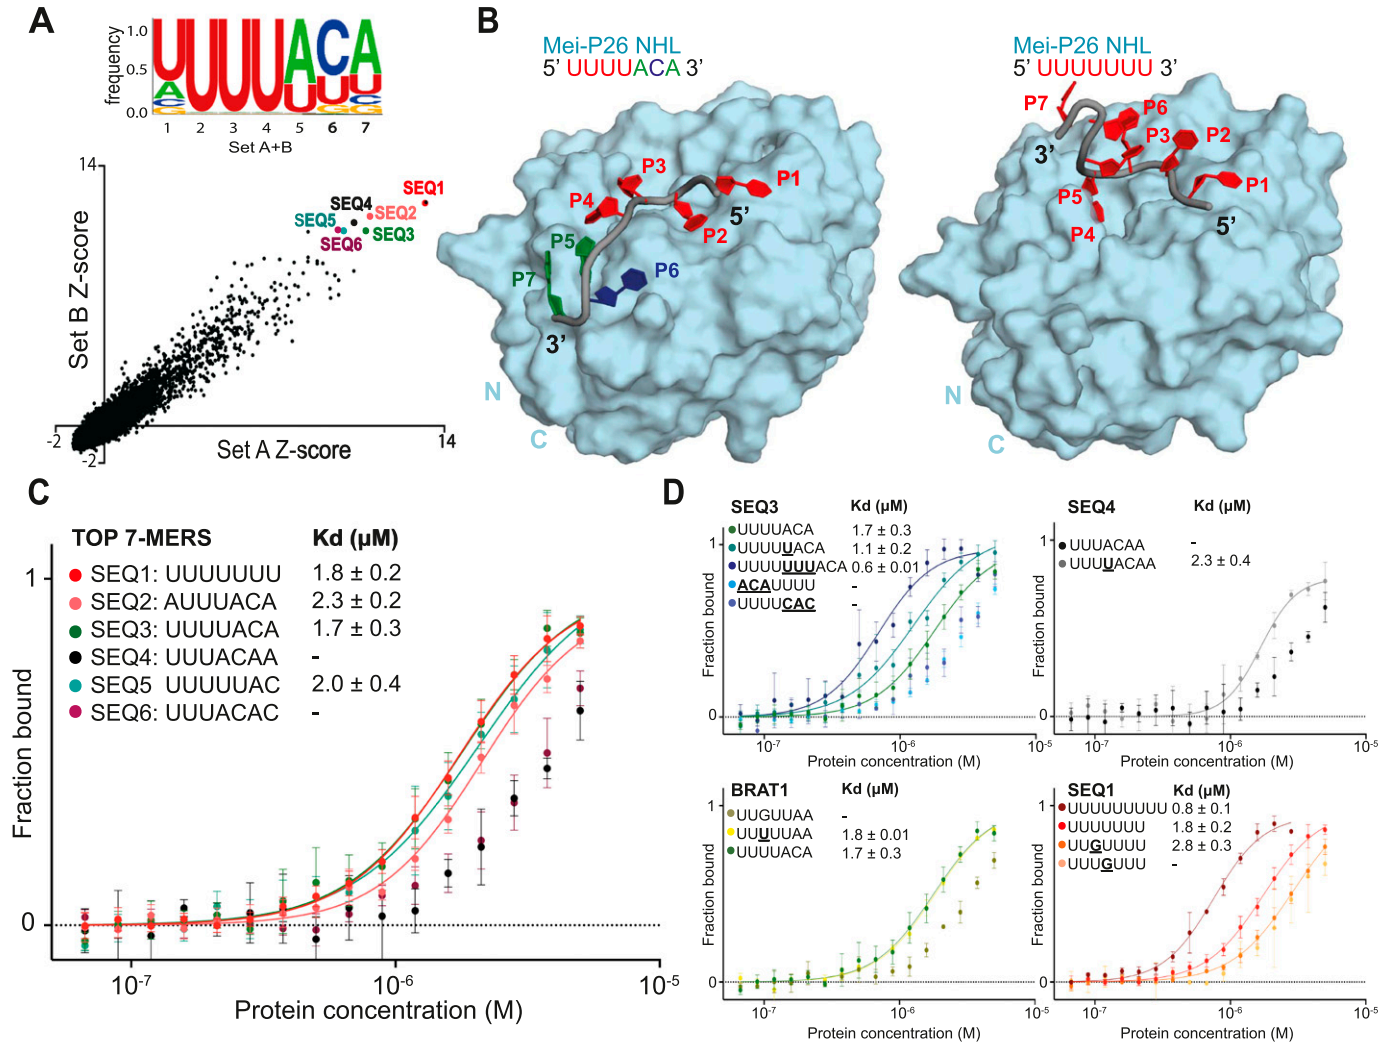 A
frequency
1.0
0.5
0.0
UUUUACA
A U U U
C C
G G
1 2 3 4 5 6 7
Set A+B
14
Set B Z-score
SEQ1
SEQ4
SEQ2
SEQ5
SEQ3
SEQ6
-2
-2
Set A Z-score
14
B
Mei-P26 NHL
5’ UUUUACA 3’
P3
P1
P4
5’
P2
P5
P7
P6
3’
N
C
Mei-P26 NHL
5’ UUUUUUU 3’
P7
P6
P3
P2
3’
P5
P1
5’
P4
N
C
C
TOP 7-MERS Kd (µM)
SEQ1: UUUUUUU 1.8 ± 0.2
SEQ2: AUUUACA 2.3 ± 0.2
SEQ3: UUUUACA 1.7 ± 0.3
SEQ4: UUUACAA -
SEQ5 UUUUUAC 2.0 ± 0.4
SEQ6: UUUACAC -
1
0
Fraction bound
10-7 10-6 10-5
Protein concentration (M)
D
SEQ3 Kd (µM)
UUUUACA 1.7 ± 0.3
UUUUUACA 1.1 ± 0.2
UUUUUUUACA 0.6 ± 0.01
ACAUUUU -
UUUUCAC -
1
0
Fraction bound
10-7 10-6 10-5
Protein concentration (M)
SEQ4 Kd (µM)
UUUACAA -
UUUUACAA 2.3 ± 0.4
1
0
Fraction bound
10-7 10-6 10-5
Protein concentration (M)
BRAT1 Kd (µM)
UUGUUAA -
UUUUUAA 1.8 ± 0.01
UUUUACA 1.7 ± 0.3
1
0
Fraction bound
10-7 10-6 10-5
Protein concentration (M)
SEQ1 Kd (µM)
UUUUUUUUU 0.8 ± 0.1
UUUUUUU 1.8 ± 0.2
UUGUUUU 2.8 ± 0.3
UUUGUUU -
1
0
Fraction bound
10-7 10-6 10-5
Protein concentration (M)